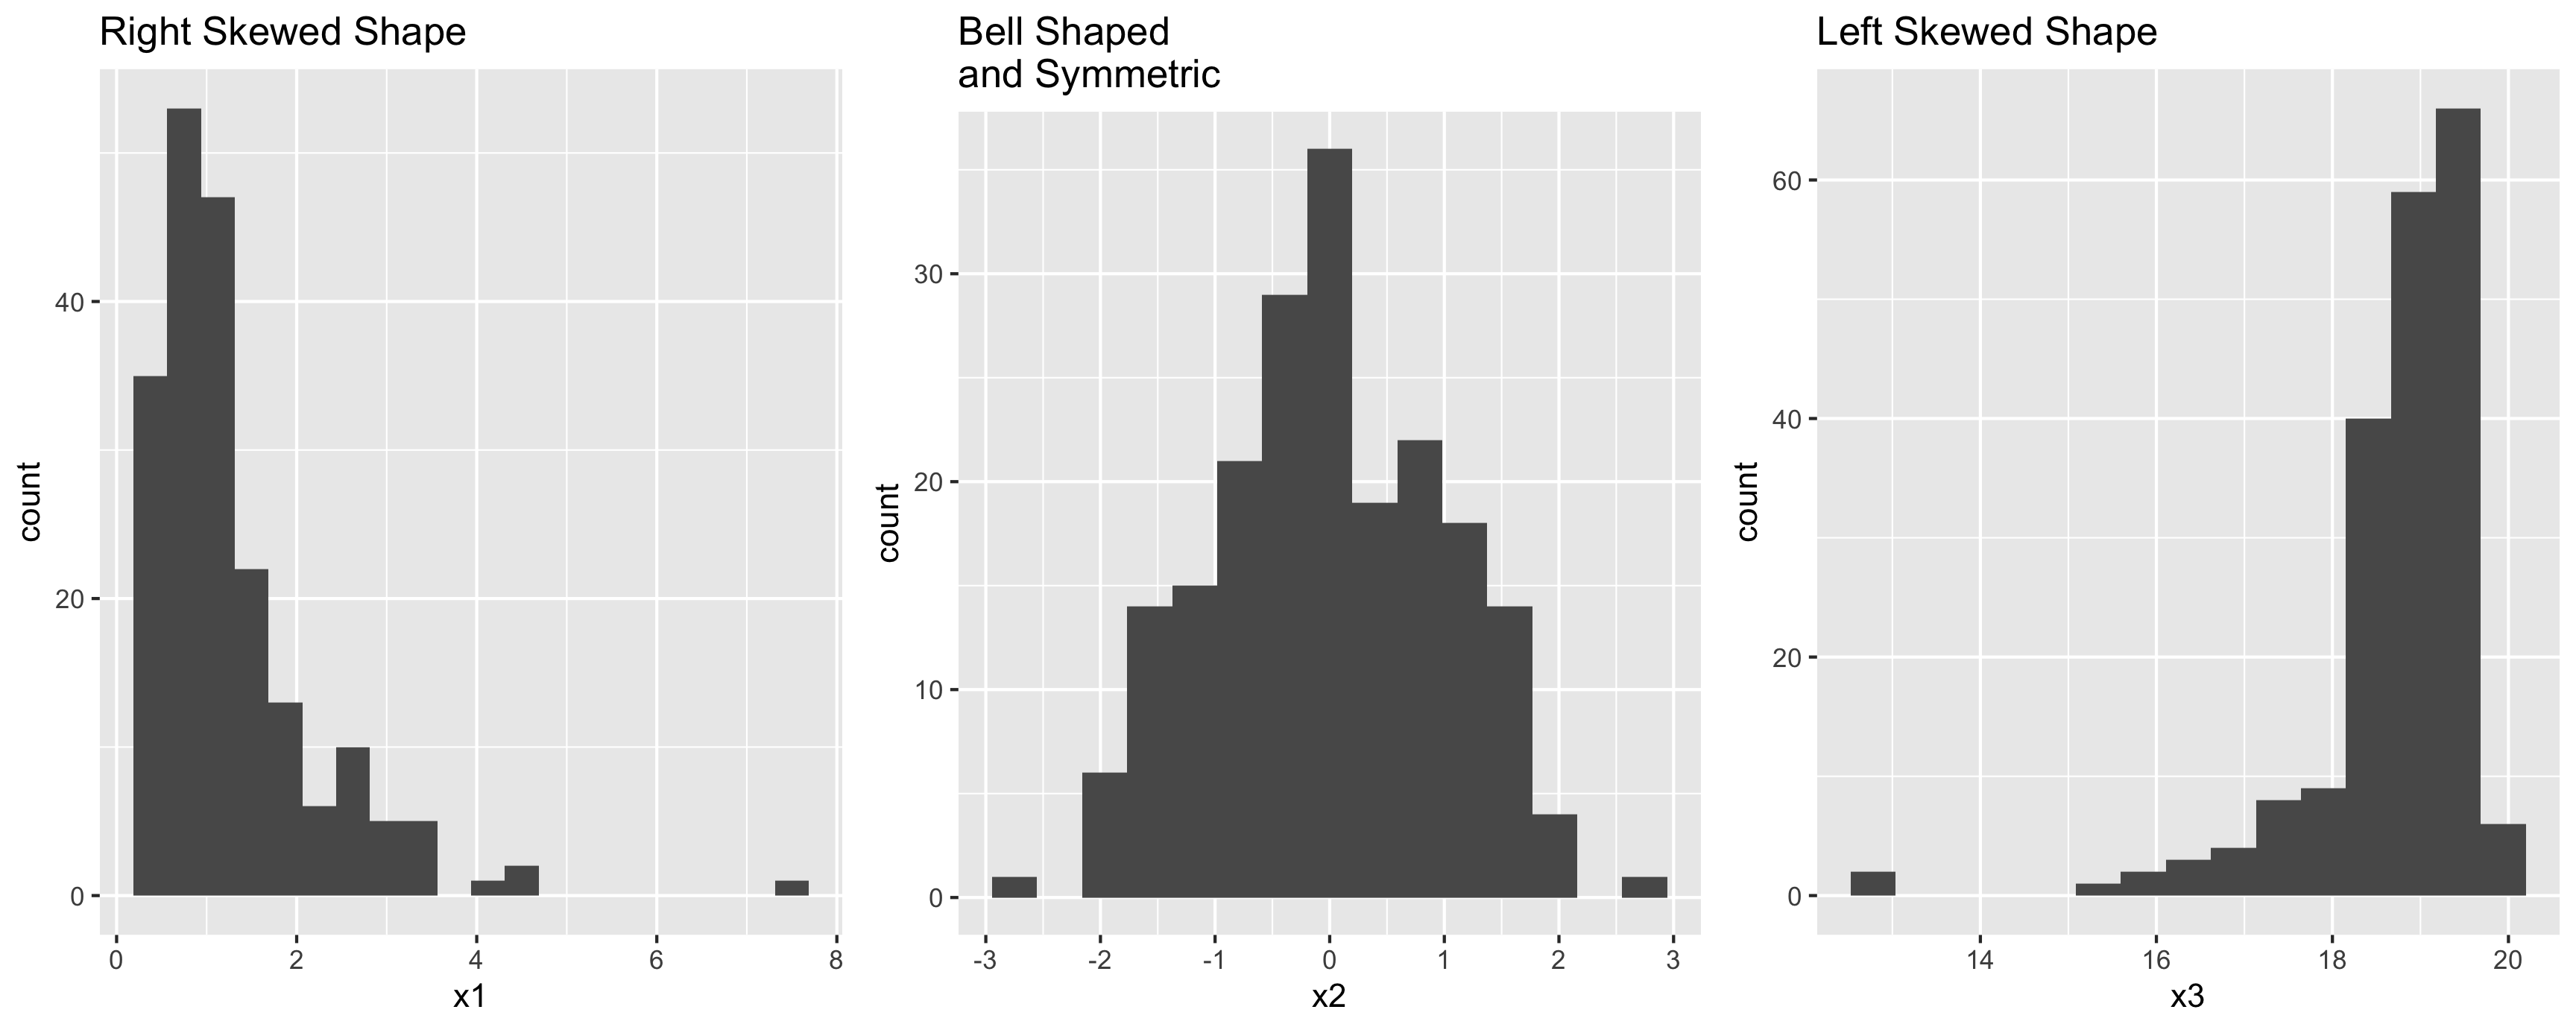 Right Skewed Shape
count
40
20
0
0 2 4 6 8
x1
Bell Shaped
and Symmetric
count
30
20
10
0
-3 -2 -1 0 1 2 3
x2
Left Skewed Shape
count
60
40
20
0
14 16 18 20
x3